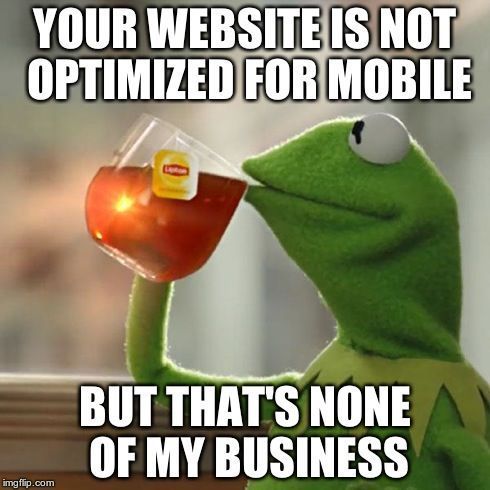 YOUR WEBSITE IS NOT
OPTIMIZED FOR MOBILE
Lipton
BUT THAT'S NONE
OF MY BUSINESS
imgflip.com